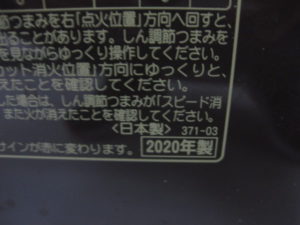 節つまみを右「点火位置」方向へ回すと、
出ることがあります。しん調節つまみを
を見ながらゆっくり操作してください。
カット消火位置」方向にゆっくりと、
えたことを確認してください。
した場合は、しん調節つまみが「スピード消
また火が消えたことを確認してください。
<日本製> 371-03
サインが赤に変わります。
2020年製